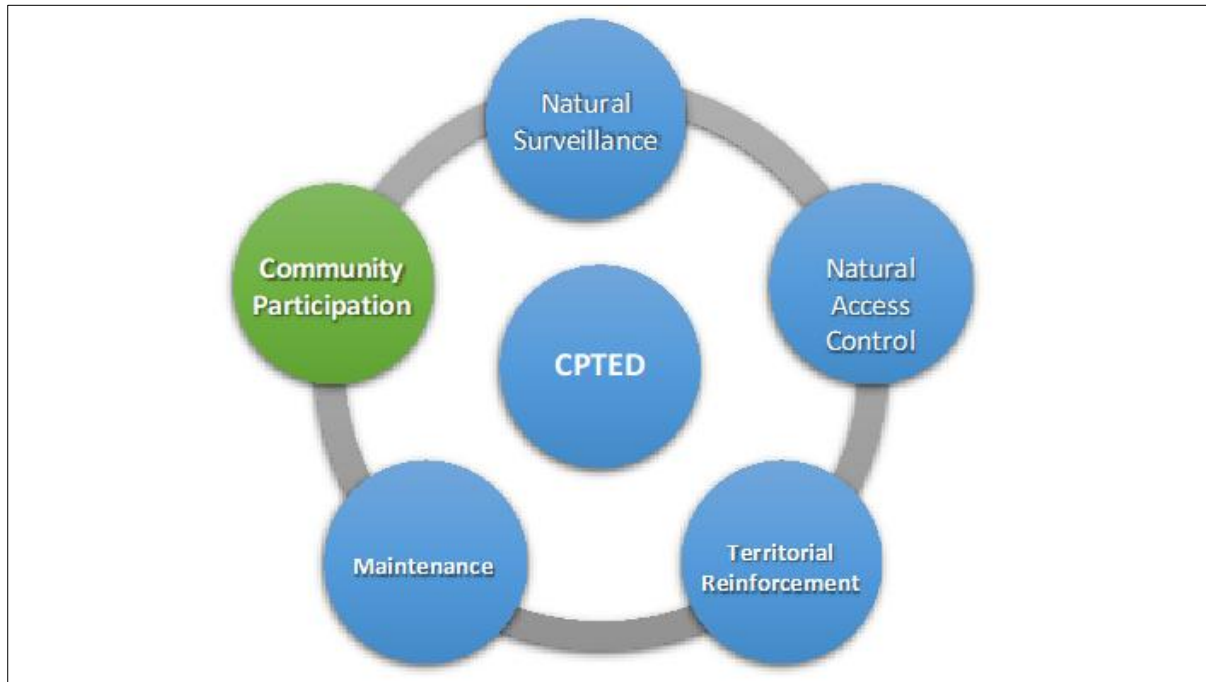 Natural
Surveillance
Natural
Access
Control
Territorial
Reinforcement
Maintenance
Community
Participation
CPTED